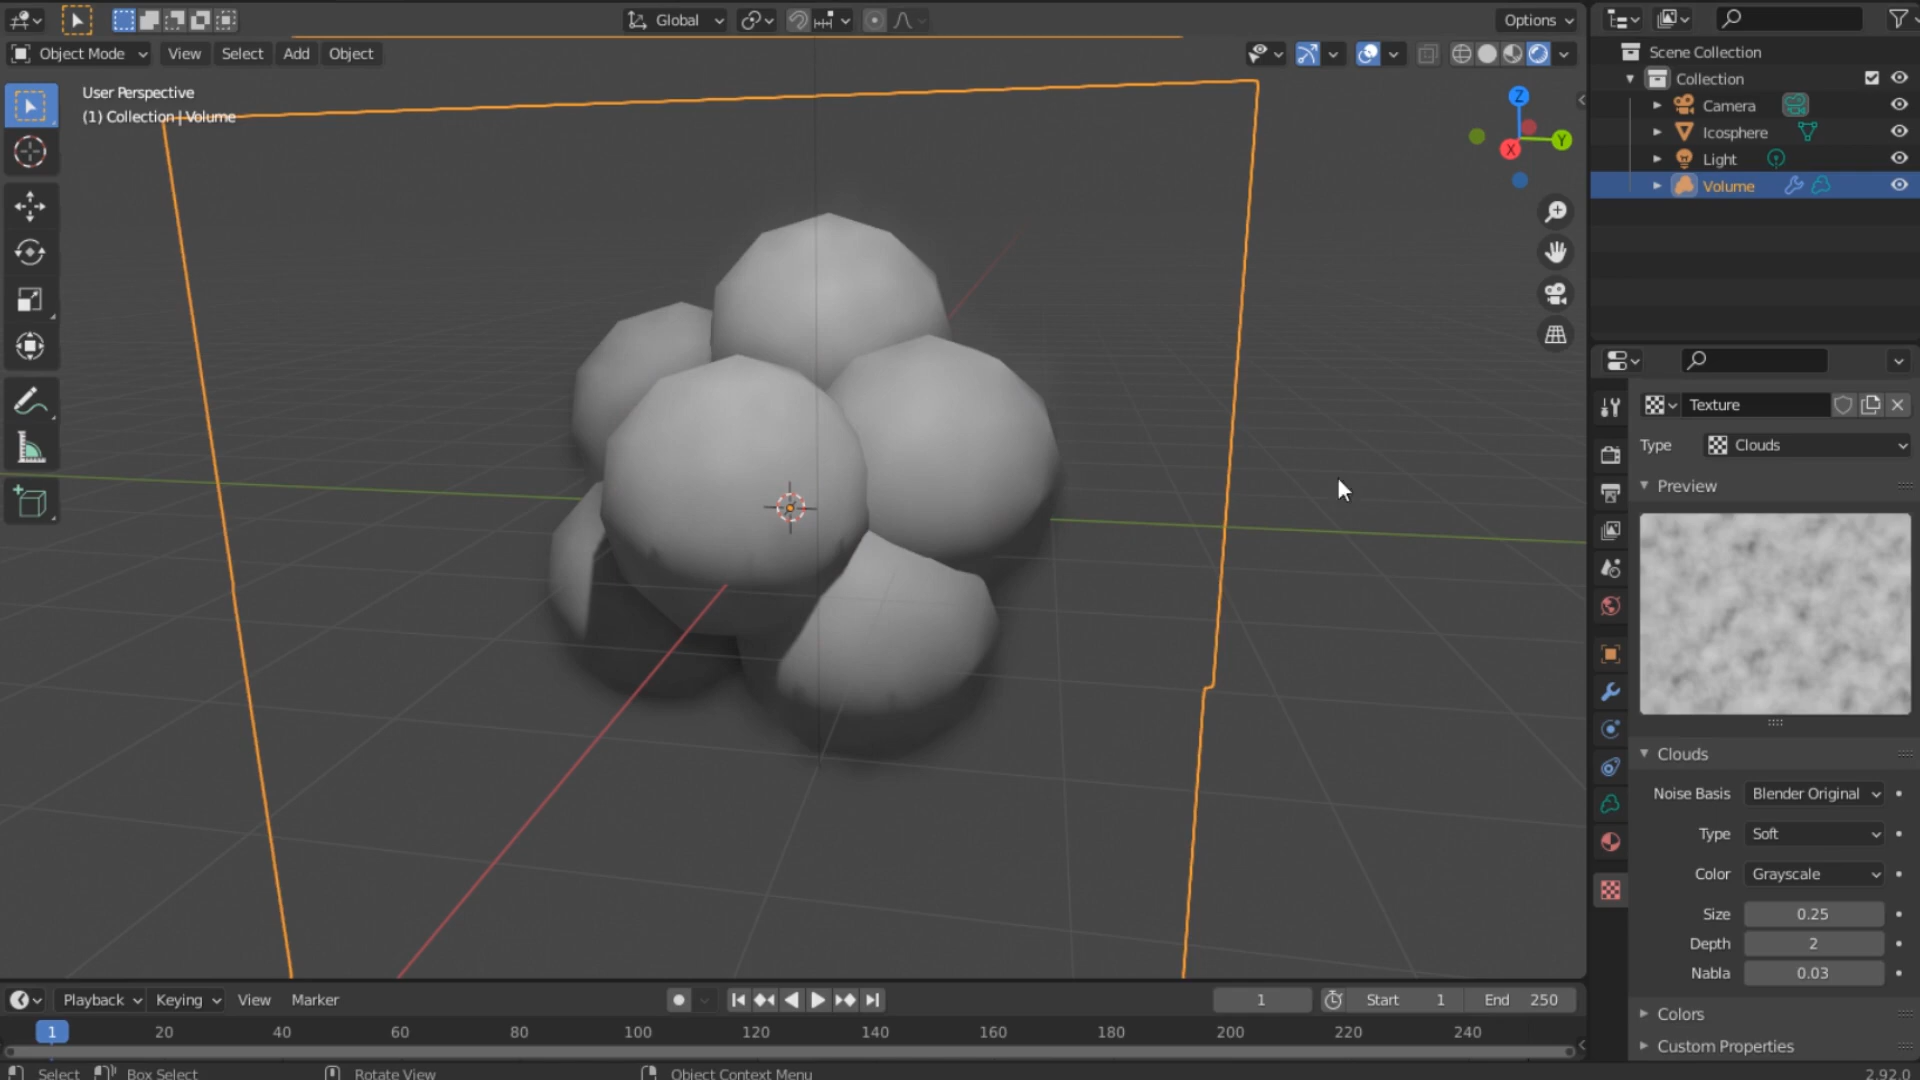 Global
Options
Object Mode
View
Select
Add
Object
User Perspective
(1) Collection | Volume
Z
Y
X
Scene Collection
Collection
Camera
Icosphere
Light
Volume
Texture
Type
Clouds
Preview
Clouds
Noise Basis
Blender Original
Type
Soft
Color
Grayscale
Size
0.25
Depth
2
Nabla
0.03
Colors
Custom Properties
Playback
Keying
View
Marker
1
Start
1
End
250
1
20
40
60
80
100
120
140
160
180
200
220
240
Select
Box Select
Rotate View
Object Context Menu
2.92.0